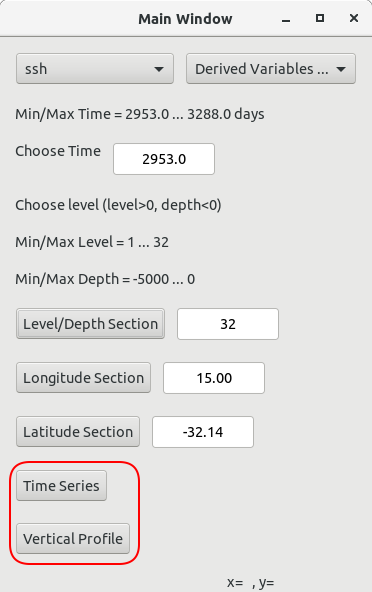 Main Window
ssh Derived Variables ...
Min/Max Time = 2953.0 ... 3288.0 days
Choose Time 2953.0
Choose level (level>0, depth<0)
Min/Max Level = 1 ... 32
Min/Max Depth = -5000 ... 0
Level/Depth Section 32
Longitude Section 15.00
Latitude Section -32.14
Time Series
Vertical Profile
x= , y=